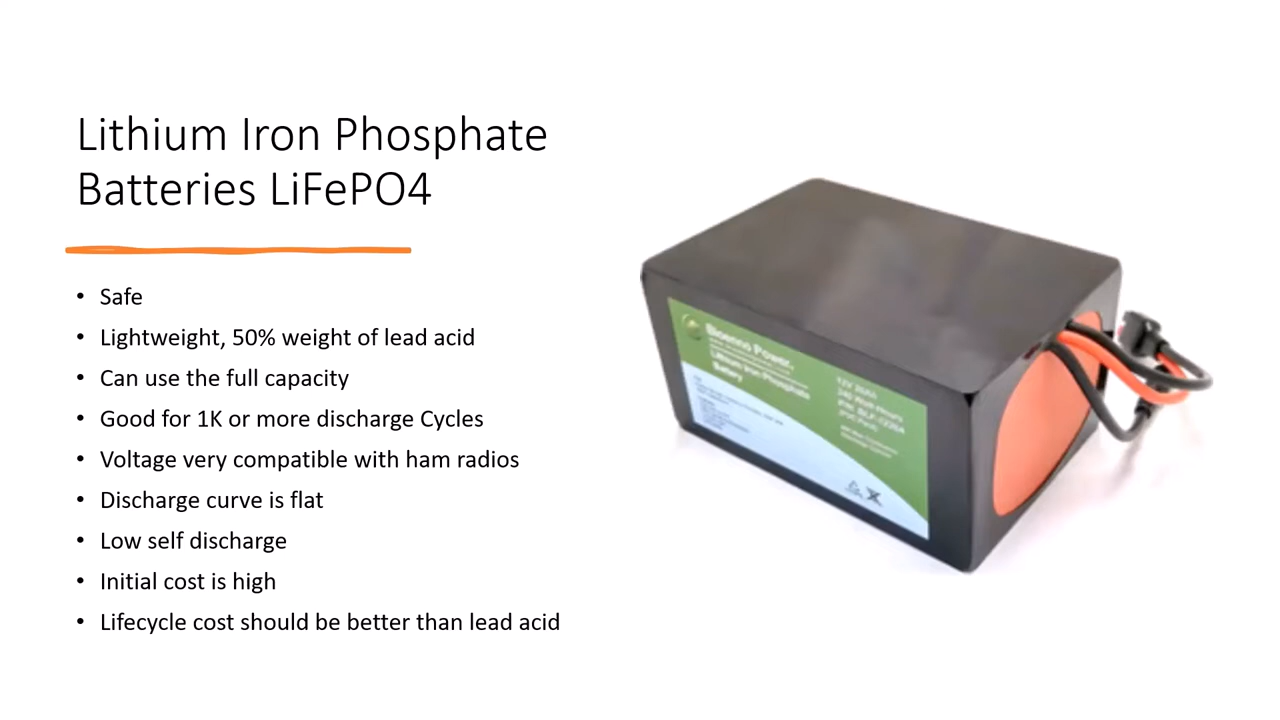 Lithium Iron Phosphate
Batteries LiFePO4
• Safe
• Lightweight, 50% weight of lead acid
• Can use the full capacity
• Good for 1K or more discharge Cycles
• Voltage very compatible with ham radios
• Discharge curve is flat
• Low self discharge
• Initial cost is high
• Lifecycle cost should be better than lead acid
Bioenno Power
Lithium Iron Phosphate
Battery